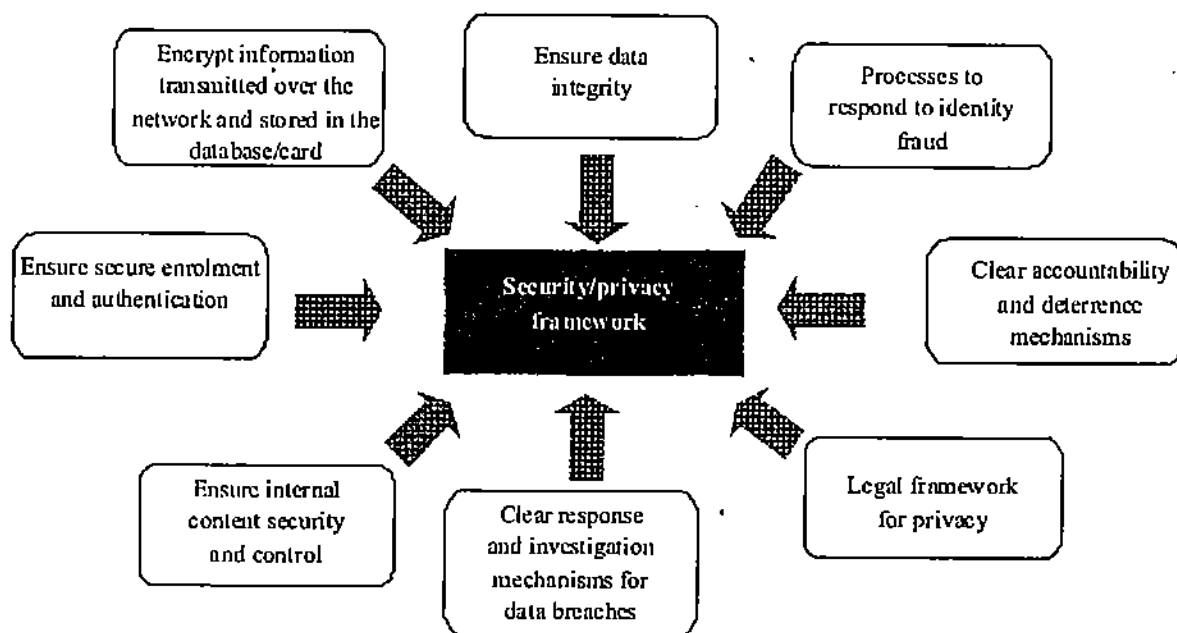 Encrypt information
transmitted over the
network and stored in the
database/card
Ensure data
integrity
Processes to
respond to identity
fraud
Ensure secure enrolment
and authentication
Security/privacy
framework
Clear accountability
and deterrence
mechanisms
Ensure internal
content security
and control
Clear response
and investigation
mechanisms for
data breaches
Legal framework
for privacy